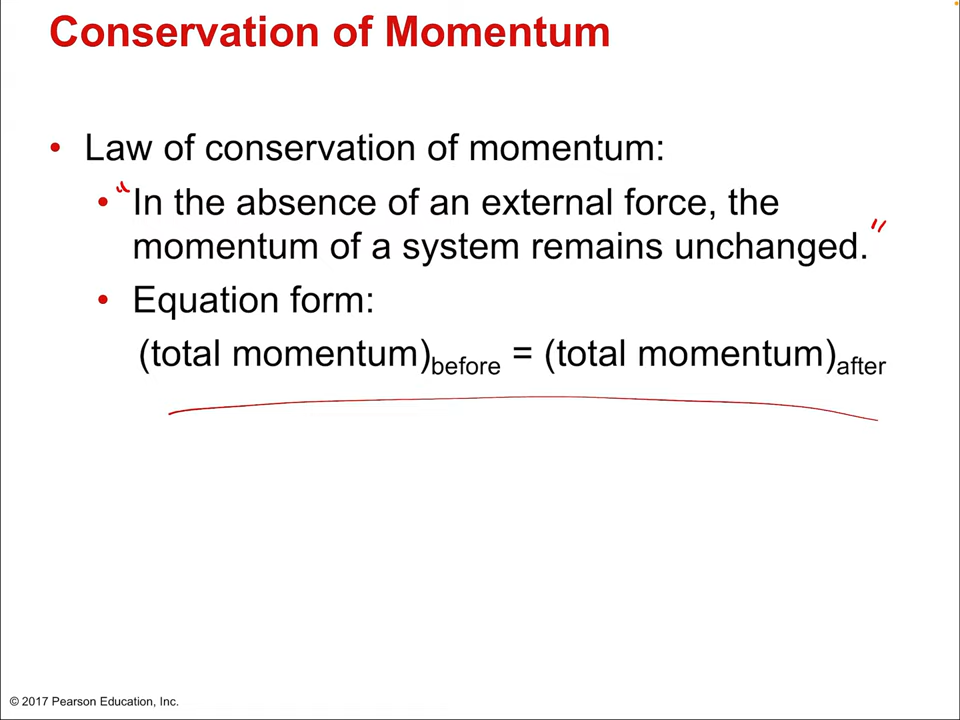 Conservation of Momentum
• Law of conservation of momentum:
• "In the absence of an external force, the
momentum of a system remains unchanged."
• Equation form:
(total momentum)before = (total momentum)after
© 2017 Pearson Education, Inc.